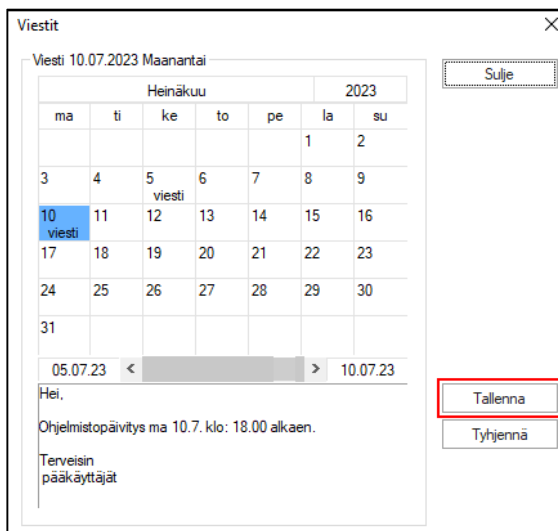 Viestit
Viesti 10.07.2023 Maanantai
Sulje
Heinäkuu 2023
ma ti ke to pe la su
1 2
3 4 5 6 7 8 9
viesti
10 11 12 13 14 15 16
viesti
17 18 19 20 21 22 23
24 25 26 27 28 29 30
31
05.07.23 10.07.23
Hei,
Ohjelmistopäivitys ma 10.7. klo: 18.00 alkaen.
Terveisin
pääkäyttäjät
Tallenna
Tyhjennä